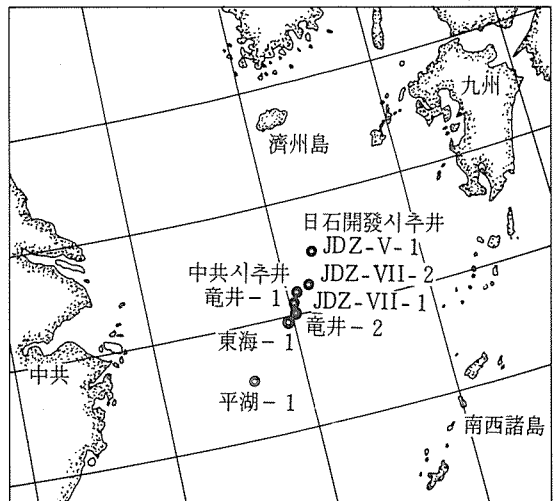 九州
濟州島
日石開發시추井
JDZ-V-1
中共시추井
JDZ-VII-2
竜井-1
JDZ-VII-1
竜井-2
東海-1
中共
平湖-1
南西諸島